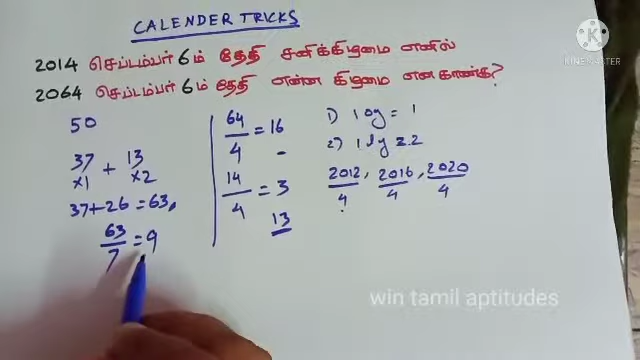 CALENDER TRICKS
2014 செப்டம்பர் 6ம் தேதி சனிக்கிழமை எனில்
2064 செப்டம்பர் 6ம் தேதி என்ன கிழமை என காண்க?
50
37 + 13
×1 ×2
37+26 = 63,
63/7 = 9
64/4 = 16
-
14/4 = 3
13
1) 1 oy = 1
2) 1 ly = 2
2012/4, 2016/4, 2020/4
KINEMASTER
win tamil aptitudes